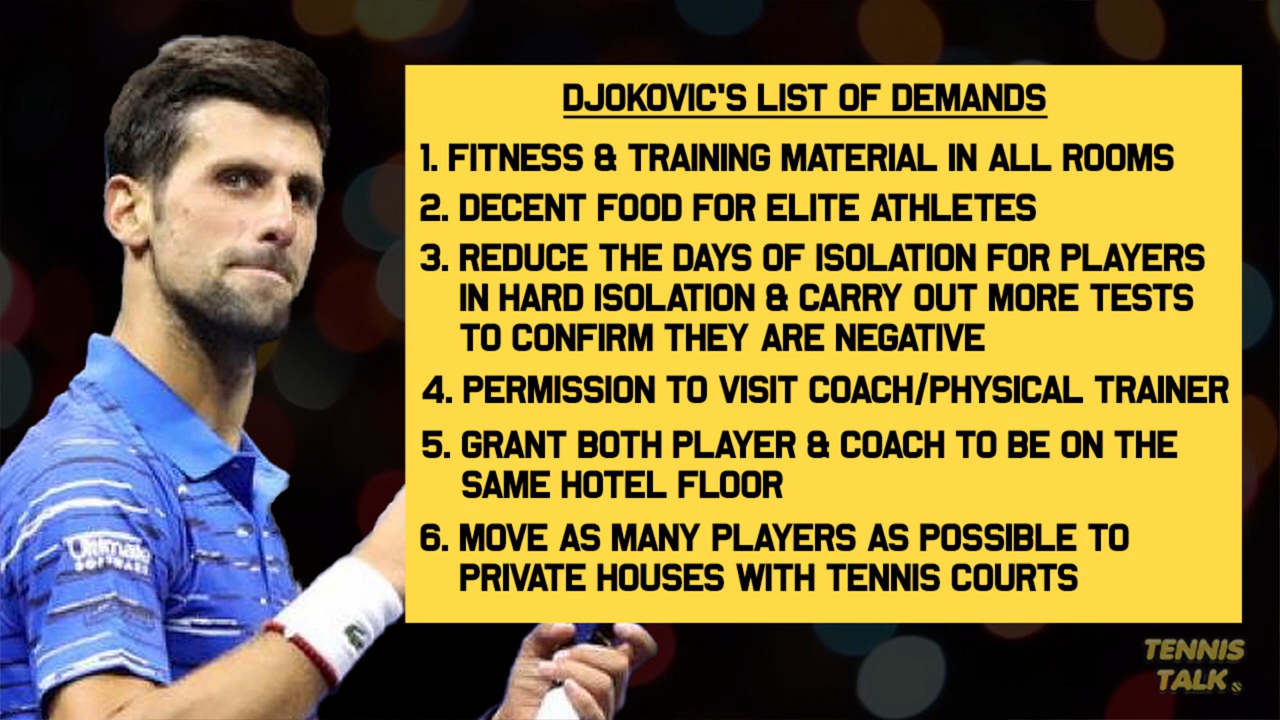 DJOKOVIC'S LIST OF DEMANDS
1. FITNESS & TRAINING MATERIAL IN ALL ROOMS
2. DECENT FOOD FOR ELITE ATHLETES
3. REDUCE THE DAYS OF ISOLATION FOR PLAYERS
IN HARD ISOLATION & CARRY OUT MORE TESTS
TO CONFIRM THEY ARE NEGATIVE
4. PERMISSION TO VISIT COACH/PHYSICAL TRAINER
5. GRANT BOTH PLAYER & COACH TO BE ON THE
SAME HOTEL FLOOR
6. MOVE AS MANY PLAYERS AS POSSIBLE TO
PRIVATE HOUSES WITH TENNIS COURTS
Ultimate
SOFTWARE
TENNIS
TALK